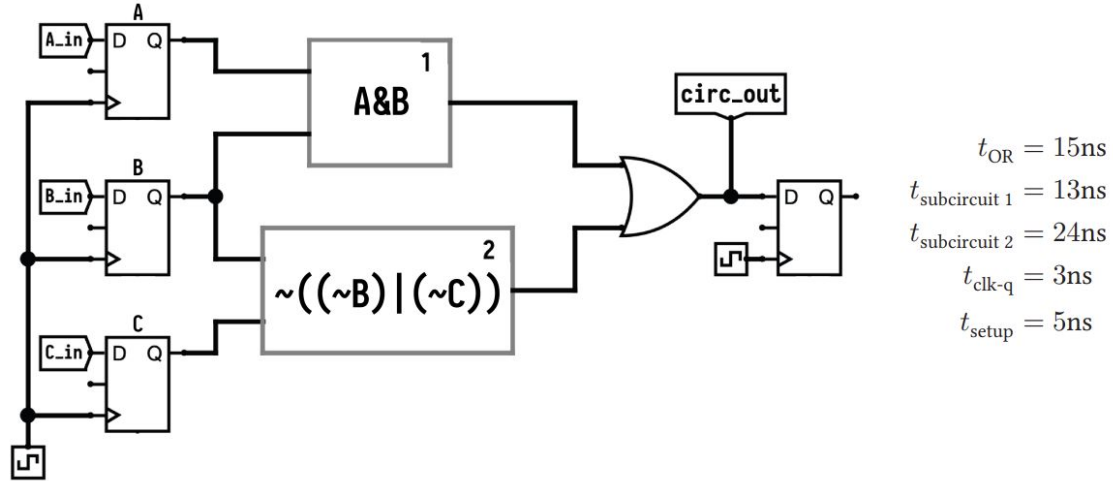 A
A_in
D Q
1
A&B
circ_out
B
B_in
D Q
D Q
2
~((~B)|(~C))
C
C_in
D Q
t_OR = 15ns
t_subcircuit 1 = 13ns
t_subcircuit 2 = 24ns
t_clk-q = 3ns
t_setup = 5ns